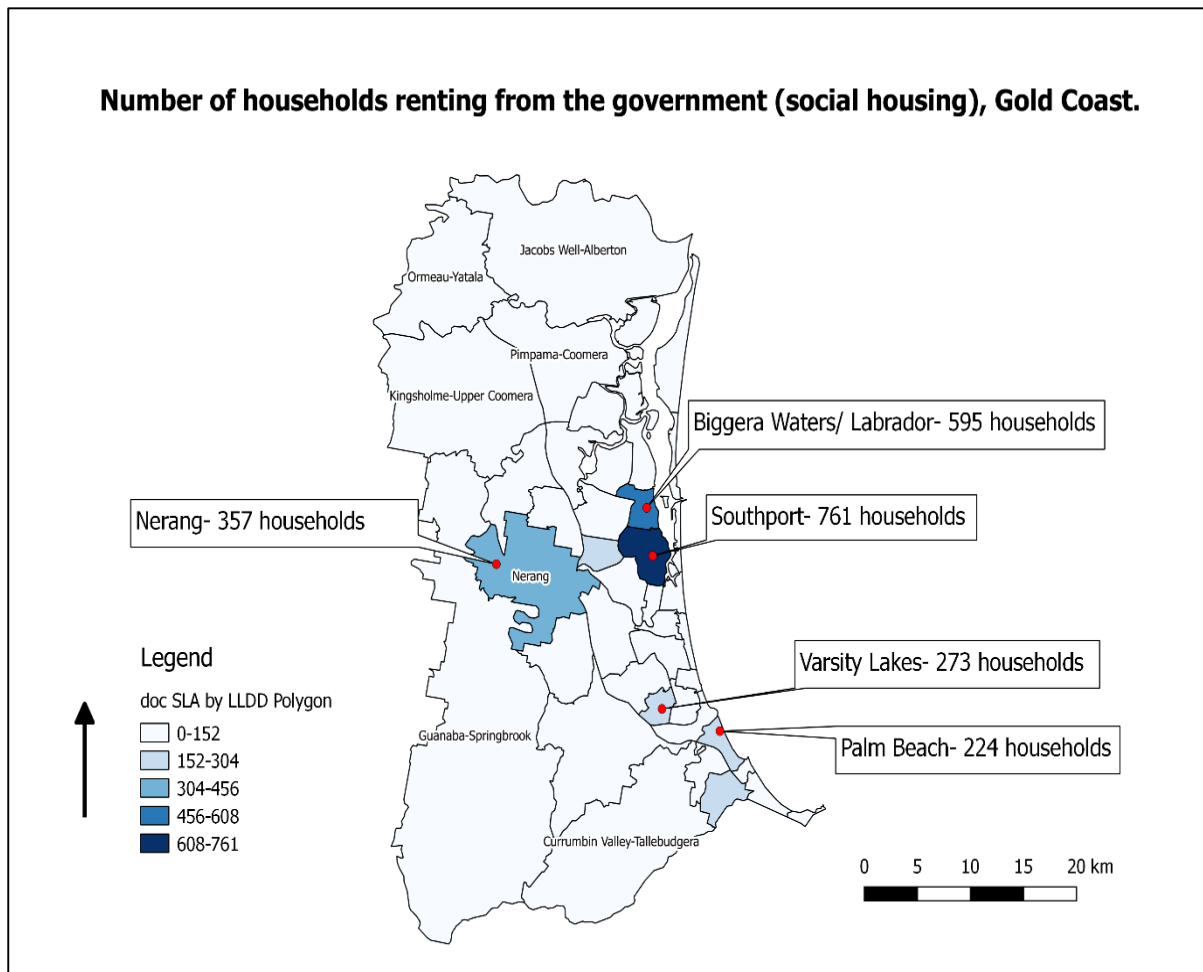 Number of households renting from the government (social housing), Gold Coast.
Jacobs Well-Alberton
Ormeau-Yatala
Pimpama-Coomera
Kingsholme-Upper Coomera
Biggera Waters/ Labrador- 595 households
Southport- 761 households
Nerang- 357 households
Nerang
Varsity Lakes- 273 households
Palm Beach- 224 households
Guanaba-Springbrook
Currumbin Valley-Tallebudgera
Legend
doc SLA by LLDD Polygon
0-152
152-304
304-456
456-608
608-761
0 5 10 15 20 km